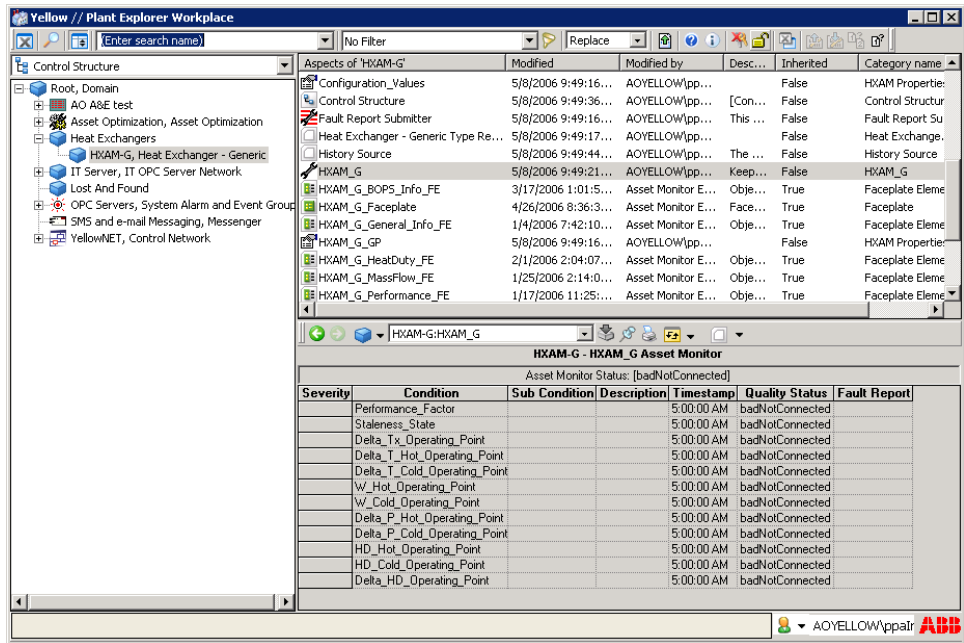 Yellow // Plant Explorer Workplace
(Enter search name) No Filter Replace
Control Structure
Root, Domain
AO A&E test
Asset Optimization, Asset Optimization
Heat Exchangers
HXAM-G, Heat Exchanger - Generic
IT Server, IT OPC Server Network
Lost And Found
OPC Servers, System Alarm and Event Group
SMS and e-mail Messaging, Messenger
YellowNET, Control Network
Aspects of 'HXAM-G' Modified Modified by Desc... Inherited Category name
Configuration_Values 5/8/2006 9:49:16... AOYELLOW\pp... False HXAM Properties
Control Structure 5/8/2006 9:49:36... AOYELLOW\pp... [Con... False Control Structur
Fault Report Submitter 5/8/2006 9:49:16... AOYELLOW\pp... This ... False Fault Report Su
Heat Exchanger - Generic Type Re... 5/8/2006 9:49:17... AOYELLOW\pp... False Heat Exchange.
History Source 5/8/2006 9:49:44... AOYELLOW\pp... The ... False History Source
HXAM_G 5/8/2006 9:49:21... AOYELLOW\pp... Keep... False HXAM_G
HXAM_G_BOPS_Info_FE 3/17/2006 1:01:5... Asset Monitor E... Obje... True Faceplate Eleme
HXAM_G_Faceplate 4/26/2006 8:36:3... Asset Monitor E... Face... True Faceplate
HXAM_G_General_Info_FE 1/4/2006 7:42:10... Asset Monitor E... Obje... True Faceplate Eleme
HXAM_G_GP 5/8/2006 9:49:16... AOYELLOW\pp... False HXAM Properties
HXAM_G_HeatDuty_FE 2/1/2006 2:04:07... Asset Monitor E... Obje... True Faceplate Eleme
HXAM_G_MassFlow_FE 1/25/2006 2:14:0... Asset Monitor E... Obje... True Faceplate Eleme
HXAM_G_Performance_FE 1/17/2006 11:25:... Asset Monitor E... Obje... True Faceplate Eleme
HXAM-G:HXAM_G
HXAM-G - HXAM_G Asset Monitor
Asset Monitor Status: [badNotConnected]
Severity Condition Sub Condition Description Timestamp Quality Status Fault Report
Performance_Factor 5:00:00 AM badNotConnected
Staleness_State 5:00:00 AM badNotConnected
Delta_Tx_Operating_Point 5:00:00 AM badNotConnected
Delta_T_Hot_Operating_Point 5:00:00 AM badNotConnected
Delta_T_Cold_Operating_Point 5:00:00 AM badNotConnected
W_Hot_Operating_Point 5:00:00 AM badNotConnected
W_Cold_Operating_Point 5:00:00 AM badNotConnected
Delta_P_Hot_Operating_Point 5:00:00 AM badNotConnected
Delta_P_Cold_Operating_Point 5:00:00 AM badNotConnected
HD_Hot_Operating_Point 5:00:00 AM badNotConnected
HD_Cold_Operating_Point 5:00:00 AM badNotConnected
Delta_HD_Operating_Point 5:00:00 AM badNotConnected
AOYELLOW\ppaIr ABB